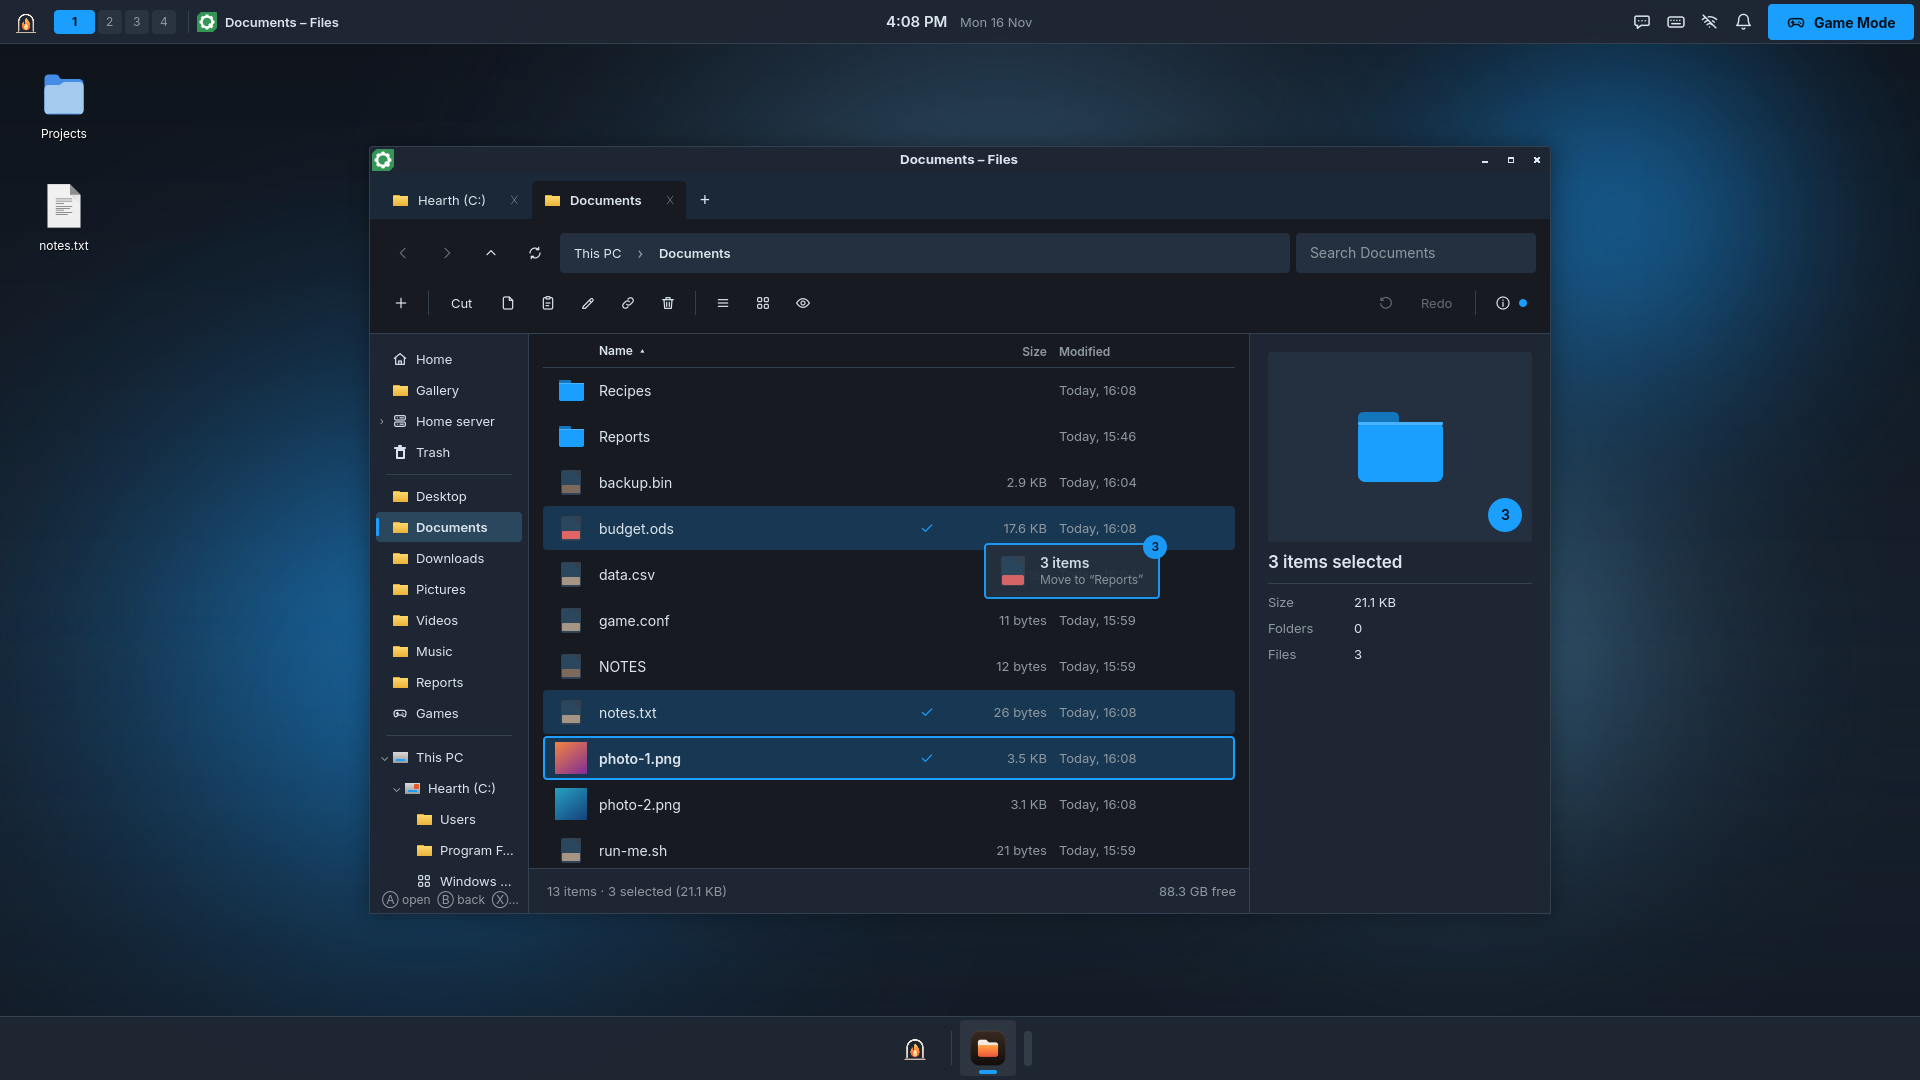 1 2 3 4 Documents – Files 4:08 PM Mon 16 Nov Game Mode
Projects
notes.txt
Documents – Files
Hearth (C:) X Documents X +
This PC › Documents Search Documents
Cut Redo
Home
Gallery
Home server
Trash
Desktop
Documents
Downloads
Pictures
Videos
Music
Reports
Games
This PC
Hearth (C:)
Users
Program F...
Windows ...
A open B back X...
Name Size Modified
Recipes Today, 16:08
Reports Today, 15:46
backup.bin 2.9 KB Today, 16:04
budget.ods 17.6 KB Today, 16:08
data.csv
3 items 3
Move to “Reports”
game.conf 11 bytes Today, 15:59
NOTES 12 bytes Today, 15:59
notes.txt 26 bytes Today, 16:08
photo-1.png 3.5 KB Today, 16:08
photo-2.png 3.1 KB Today, 16:08
run-me.sh 21 bytes Today, 15:59
13 items · 3 selected (21.1 KB) 88.3 GB free
3
3 items selected
Size 21.1 KB
Folders 0
Files 3